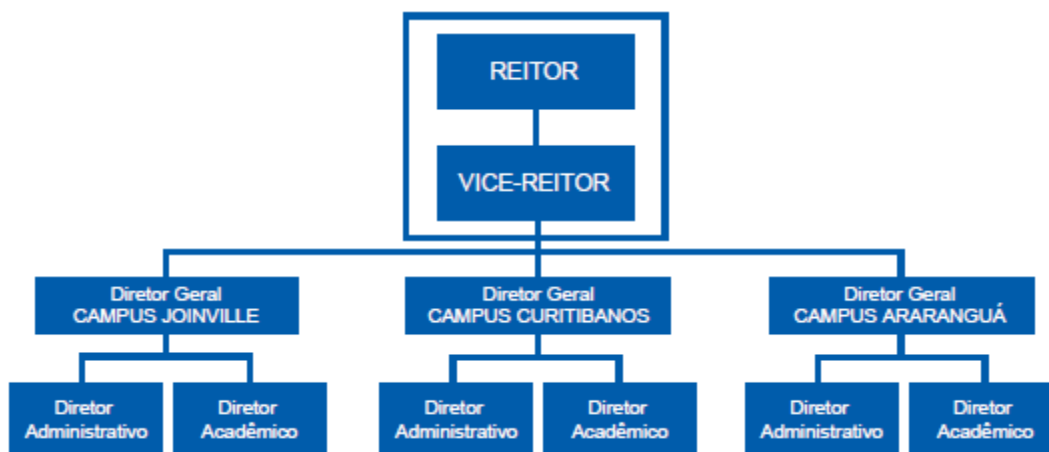 REITOR
VICE-REITOR
Diretor Geral
CAMPUS JOINVILLE
Diretor Geral
CAMPUS CURITIBANOS
Diretor Geral
CAMPUS ARARANGUÁ
Diretor
Administrativo
Diretor
Acadêmico
Diretor
Administrativo
Diretor
Acadêmico
Diretor
Administrativo
Diretor
Acadêmico